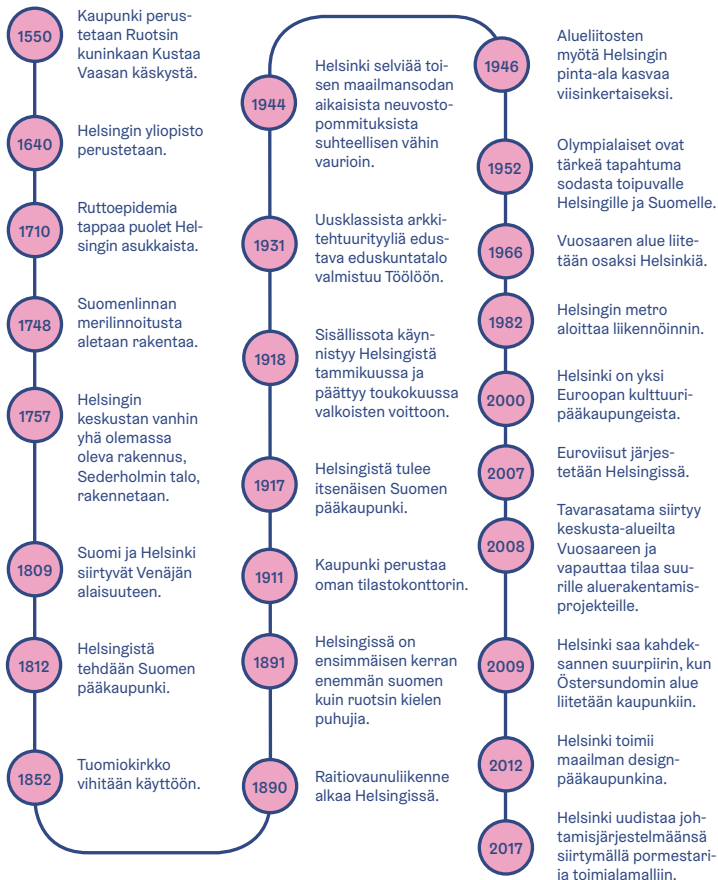 1550
Kaupunki perus-
tetaan Ruotsin
kuninkaan Kustaa
Vaasan käskystä.
1640
Helsingin yliopisto
perustetaan.
1710
Ruttoepidemia
tappaa puolet Hel-
singin asukkaista.
1748
Suomenlinnan
merilinnoitusta
aletaan rakentaa.
1757
Helsingin
keskustan vanhin
yhä olemassa
oleva rakennus,
Sederholmin talo,
rakennetaan.
1809
Suomi ja Helsinki
siirtyvät Venäjän
alaisuuteen.
1812
Helsingistä
tehdään Suomen
pääkaupunki.
1852
Tuomiokirkko
vihitään käyttöön.
1890
Raitiovaunuliikenne
alkaa Helsingissä.
1891
Helsingissä on
ensimmäisen kerran
enemmän suomen
kuin ruotsin kielen
puhujia.
1911
Kaupunki perustaa
oman tilastokonttorin.
1917
Helsingistä tulee
itsenäisen Suomen
pääkaupunki.
1918
Sisällissota käyn-
nistyy Helsingistä
tammikuussa ja
päättyy toukokuussa
valkoisten voittoon.
1931
Uusklassista arkki-
tehtuurityyliä edus-
tava eduskuntatalo
valmistuu Töölöön.
1944
Helsinki selviää toi-
sen maailmansodan
aikaisista neuvosto-
pommituksista
suhteellisen vähin
vaurioin.
1946
Alueliitosten
myötä Helsingin
pinta-ala kasvaa
viisinkertaiseksi.
1952
Olympialaiset ovat
tärkeä tapahtuma
sodasta toipuvalle
Helsingille ja Suomelle.
1966
Vuosaaren alue liite-
tään osaksi Helsinkiä.
1982
Helsingin metro
aloittaa liikennöinnin.
2000
Helsinki on yksi
Euroopan kulttuuri-
pääkaupungeista.
2007
Euroviisut järjes-
tetään Helsingissä.
2008
Tavarasatama siirtyy
keskusta-alueilta
Vuosaareen ja
vapauttaa tilaa suu-
rille aluerakentamis-
projekteille.
2009
Helsinki saa kahdek-
sannen suurpiirin, kun
Östersundomin alue
liitetään kaupunkiin.
2012
Helsinki toimii
maailman design-
pääkaupunkina.
2017
Helsinki uudistaa joh-
tamisjärjestelmäänsä
siirtymällä pormestari-
ja toimialamalliin.